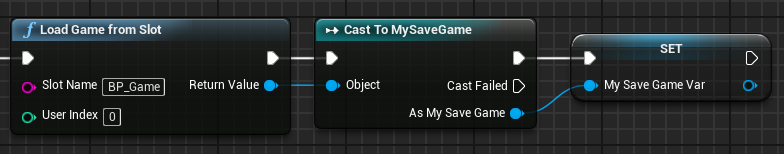 Load Game from Slot
Slot Name BP_Game Return Value
User Index 0
Cast To MySaveGame
Object Cast Failed
As My Save Game
SET
My Save Game Var